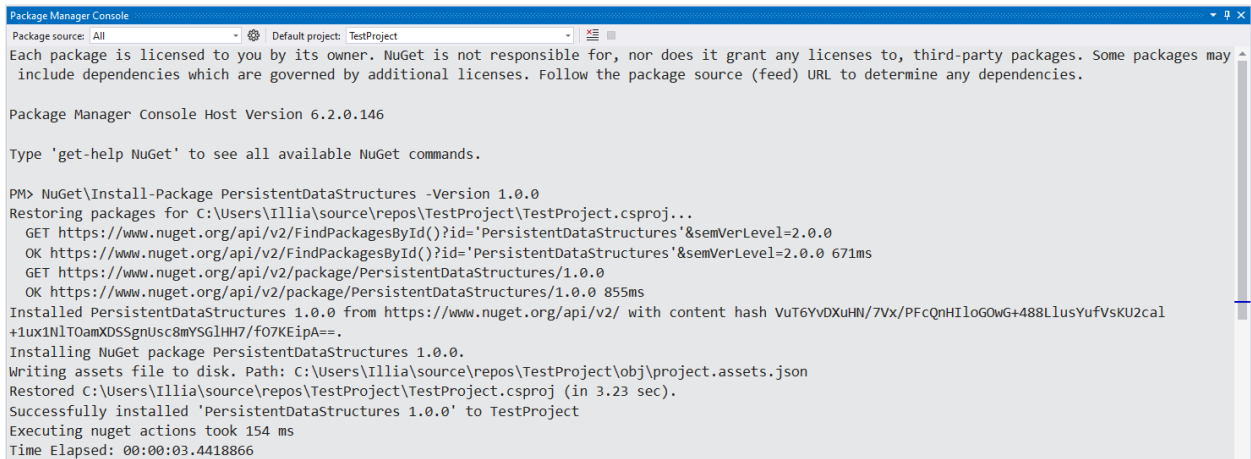 Package Manager Console
Package source: All Default project: TestProject
Each package is licensed to you by its owner. NuGet is not responsible for, nor does it grant any licenses to, third-party packages. Some packages may
include dependencies which are governed by additional licenses. Follow the package source (feed) URL to determine any dependencies.
Package Manager Console Host Version 6.2.0.146
Type 'get-help NuGet' to see all available NuGet commands.
PM> NuGet\Install-Package PersistentDataStructures -Version 1.0.0
Restoring packages for C:\Users\Illia\source\repos\TestProject\TestProject.csproj...
GET https://www.nuget.org/api/v2/FindPackagesById()?id='PersistentDataStructures'&semVerLevel=2.0.0
OK https://www.nuget.org/api/v2/FindPackagesById()?id='PersistentDataStructures'&semVerLevel=2.0.0 671ms
GET https://www.nuget.org/api/v2/package/PersistentDataStructures/1.0.0
OK https://www.nuget.org/api/v2/package/PersistentDataStructures/1.0.0 855ms
Installed PersistentDataStructures 1.0.0 from https://www.nuget.org/api/v2/ with content hash VuT6YvDXuHN/7Vx/PFcQnHIloGOwG+488LlusYufVsKU2cal
+1ux1NlTOamXDSSgnUsc8mYSGlHH7/fO7KEipA==.
Installing NuGet package PersistentDataStructures 1.0.0.
Writing assets file to disk. Path: C:\Users\Illia\source\repos\TestProject\obj\project.assets.json
Restored C:\Users\Illia\source\repos\TestProject\TestProject.csproj (in 3.23 sec).
Successfully installed 'PersistentDataStructures 1.0.0' to TestProject
Executing nuget actions took 154 ms
Time Elapsed: 00:00:03.4418866